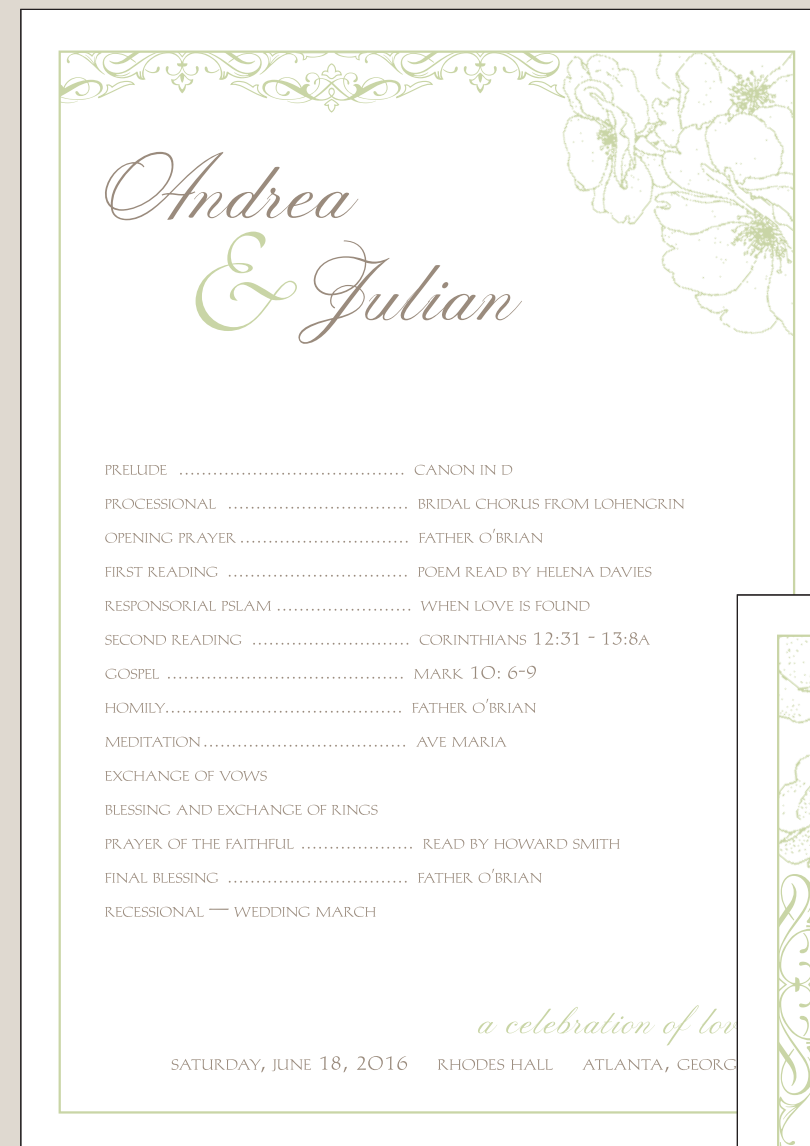 Andrea
& Julian
PRELUDE ........................................ CANON IN D
PROCESSIONAL ................................ BRIDAL CHORUS FROM LOHENGRIN
OPENING PRAYER .............................. FATHER O'BRIAN
FIRST READING ................................ POEM READ BY HELENA DAVIES
RESPONSORIAL PSLAM ........................ WHEN LOVE IS FOUND
SECOND READING ............................ CORINTHIANS 12:31 - 13:8A
GOSPEL .......................................... MARK 10: 6-9
HOMILY.......................................... FATHER O'BRIAN
MEDITATION .................................... AVE MARIA
EXCHANGE OF VOWS
BLESSING AND EXCHANGE OF RINGS
PRAYER OF THE FAITHFUL .................... READ BY HOWARD SMITH
FINAL BLESSING ................................ FATHER O'BRIAN
RECESSIONAL — WEDDING MARCH
a celebration of lov
SATURDAY, JUNE 18, 2016 RHODES HALL ATLANTA, GEORG